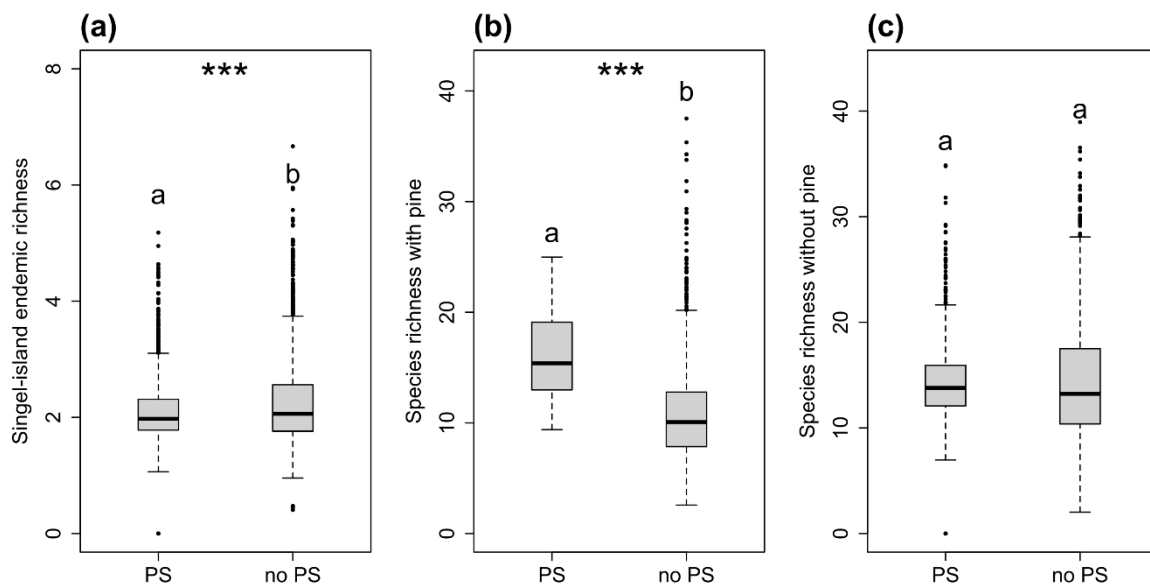 (a)
***
8
6
4
2
0
Singel-island endemic richness
a
b
PS
no PS
(b)
***
40
30
20
10
0
Species richness with pine
a
b
PS
no PS
(c)
40
30
20
10
0
Species richness without pine
a
a
PS
no PS